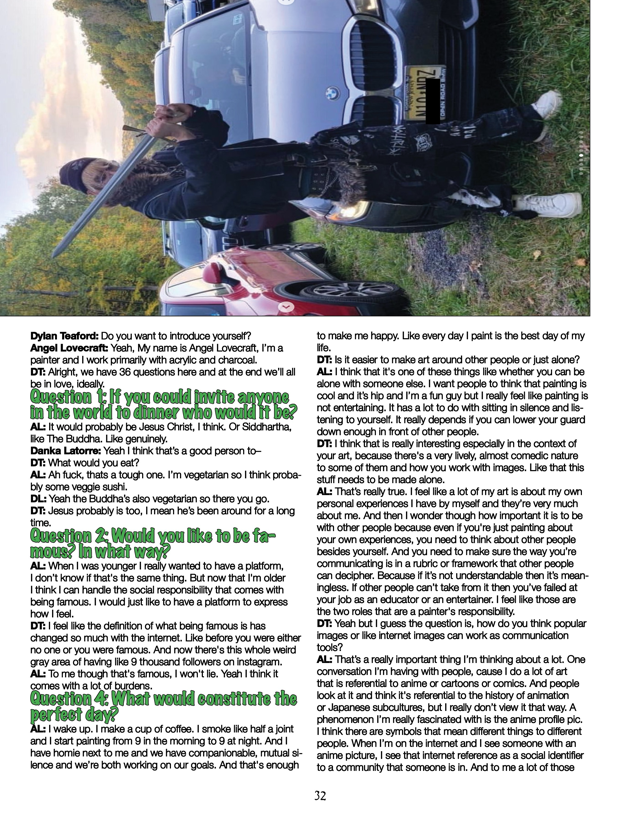 Dylan Teaford: Do you want to introduce yourself?
Angel Lovecraft: Yeah, My name is Angel Lovecraft, I'm a
painter and I work primarily with acrylic and charcoal.
DT: Alright, we have 36 questions here and at the end we'll all
be in love, ideally.
Question 1: If you could invite anyone
in the world to dinner who would it be?
AL: It would probably be Jesus Christ, I think. Or Siddhartha,
like The Buddha. Like genuinely.
Danka Latorre: Yeah I think that's a good person to–
DT: What would you eat?
AL: Ah fuck, thats a tough one. I'm vegetarian so I think proba-
bly some veggie sushi.
DL: Yeah the Buddha's also vegetarian so there you go.
DT: Jesus probably is too, I mean he's been around for a long
time.
Question 2: Would you like to be fa-
mous? In what way?
AL: When I was younger I really wanted to have a platform,
I don't know if that's the same thing. But now that I'm older
I think I can handle the social responsibility that comes with
being famous. I would just like to have a platform to express
how I feel.
DT: I feel like the definition of what being famous is has
changed so much with the internet. Like before you were either
no one or you were famous. And now there's this whole weird
gray area of having like 9 thousand followers on instagram.
AL: To me though that's famous, I won't lie. Yeah I think it
comes with a lot of burdens.
Question 4: What would constitute the
perfect day?
AL: I wake up. I make a cup of coffee. I smoke like half a joint
and I start painting from 9 in the morning to 9 at night. And I
have homie next to me and we have companionable, mutual si-
lence and we're both working on our goals. And that's enough
to make me happy. Like every day I paint is the best day of my
life.
DT: Is it easier to make art around other people or just alone?
AL: I think that it's one of these things like whether you can be
alone with someone else. I want people to think that painting is
cool and it's hip and I'm a fun guy but I really feel like painting is
not entertaining. It has a lot to do with sitting in silence and lis-
tening to yourself. It really depends if you can lower your guard
down enough in front of other people.
DT: I think that is really interesting especially in the context of
your art, because there's a very lively, almost comedic nature
to some of them and how you work with images. Like that this
stuff needs to be made alone.
AL: That's really true. I feel like a lot of my art is about my own
personal experiences I have by myself and they're very much
about me. And then I wonder though how important it is to be
with other people because even if you're just painting about
your own experiences, you need to think about other people
besides yourself. And you need to make sure the way you're
communicating is in a rubric or framework that other people
can decipher. Because if it's not understandable then it's mean-
ingless. If other people can't take from it then you've failed at
your job as an educator or an entertainer. I feel like those are
the two roles that are a painter's responsibility.
DT: Yeah but I guess the question is, how do you think popular
images or like internet images can work as communication
tools?
AL: That's a really important thing I'm thinking about a lot. One
conversation I'm having with people, cause I do a lot of art
that is referential to anime or cartoons or comics. And people
look at it and think it's referential to the history of animation
or Japanese subcultures, but I really don't view it that way. A
phenomenon I'm really fascinated with is the anime profile pic.
I think there are symbols that mean different things to different
people. When I'm on the internet and I see someone with an
anime picture, I see that internet reference as a social identifier
to a community that someone is in. And to me a lot of those
32